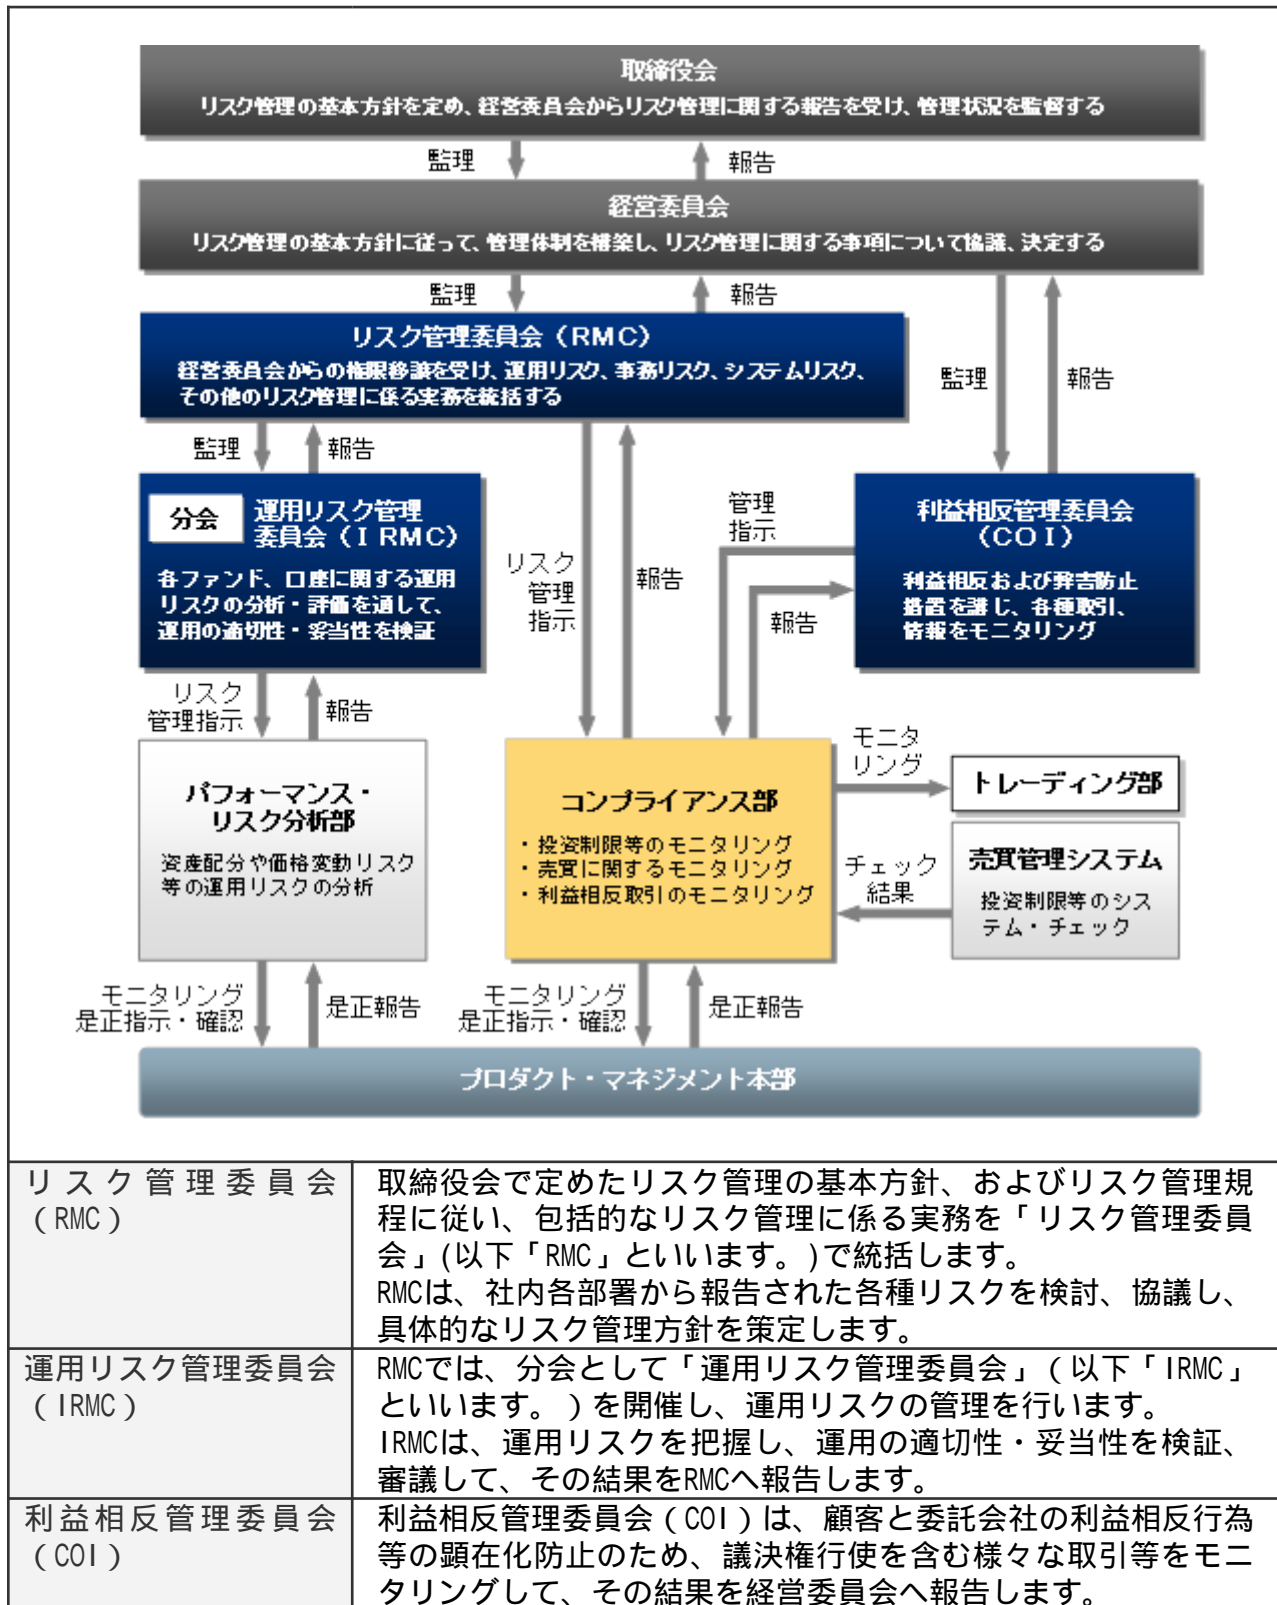 取締役会
リスク管理の基本方針を定め、経営委員会からリスク管理に関する報告を受け、管理状況を監督する
監理
報告
経営委員会
リスク管理の基本方針に従って、管理体制を構築し、リスク管理に関する事項について協議、決定する
監理
報告
リスク管理委員会（RMC）
経営委員会からの権限移譲を受け、運用リスク、事務リスク、システムリスク、
その他のリスク管理に係る実務を統括する
監理
報告
監理
報告
分会
運用リスク管理
委員会（I RMC）
各ファンド、口座に関する運用
リスクの分析・評価を通して、
運用の適切性・妥当性を検証
リスク
管理
指示
報告
管理
指示
報告
利益相反管理委員会
（COI）
利益相反および弊害防止
措置を講じ、各種取引、
情報をモニタリング
リスク
管理指示
報告
パフォーマンス・
リスク分析部
資産配分や価格変動リスク
等の運用リスクの分析
コンプライアンス部
・投資制限等のモニタリング
・売買に関するモニタリング
・利益相反取引のモニタリング
モニタ
リング
トレーディング部
チェック
結果
売買管理システム
投資制限等のシス
テム・チェック
モニタリング
是正指示・確認
是正報告
モニタリング
是正指示・確認
是正報告
プロダクト・マネジメント本部
リスク管理委員会
（RMC）
取締役会で定めたリスク管理の基本方針、およびリスク管理規
程に従い、包括的なリスク管理に係る実務を「リスク管理委員
会」(以下「RMC」といいます。)で統括します。
RMCは、社内各部署から報告された各種リスクを検討、協議し、
具体的なリスク管理方針を策定します。
運用リスク管理委員会
（IRMC）
RMCでは、分会として「運用リスク管理委員会」（以下「IRMC」
といいます。）を開催し、運用リスクの管理を行います。
IRMCは、運用リスクを把握し、運用の適切性・妥当性を検証、
審議して、その結果をRMCへ報告します。
利益相反管理委員会
（COI）
利益相反管理委員会（COI）は、顧客と委託会社の利益相反行為
等の顕在化防止のため、議決権行使を含む様々な取引等をモニ
タリングして、その結果を経営委員会へ報告します。